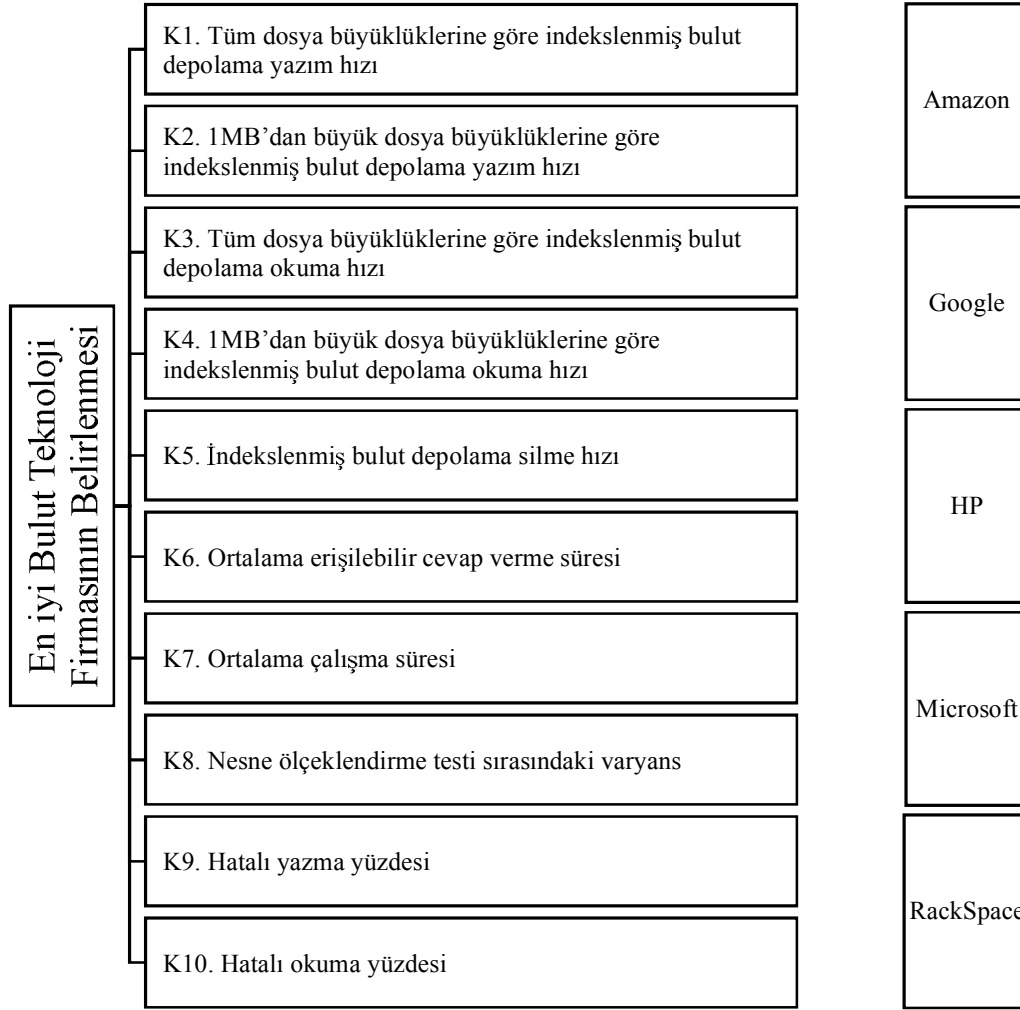 En iyi Bulut Teknoloji
Firmasının Belirlenmesi
K1. Tüm dosya büyüklüklerine göre indekslenmiş bulut
depolama yazım hızı
K2. 1MB’dan büyük dosya büyüklüklerine göre
indekslenmiş bulut depolama yazım hızı
K3. Tüm dosya büyüklüklerine göre indekslenmiş bulut
depolama okuma hızı
K4. 1MB’dan büyük dosya büyüklüklerine göre
indekslenmiş bulut depolama okuma hızı
K5. İndekslenmiş bulut depolama silme hızı
K6. Ortalama erişilebilir cevap verme süresi
K7. Ortalama çalışma süresi
K8. Nesne ölçeklendirme testi sırasındaki varyans
K9. Hatalı yazma yüzdesi
K10. Hatalı okuma yüzdesi
Amazon
Google
HP
Microsoft
RackSpace